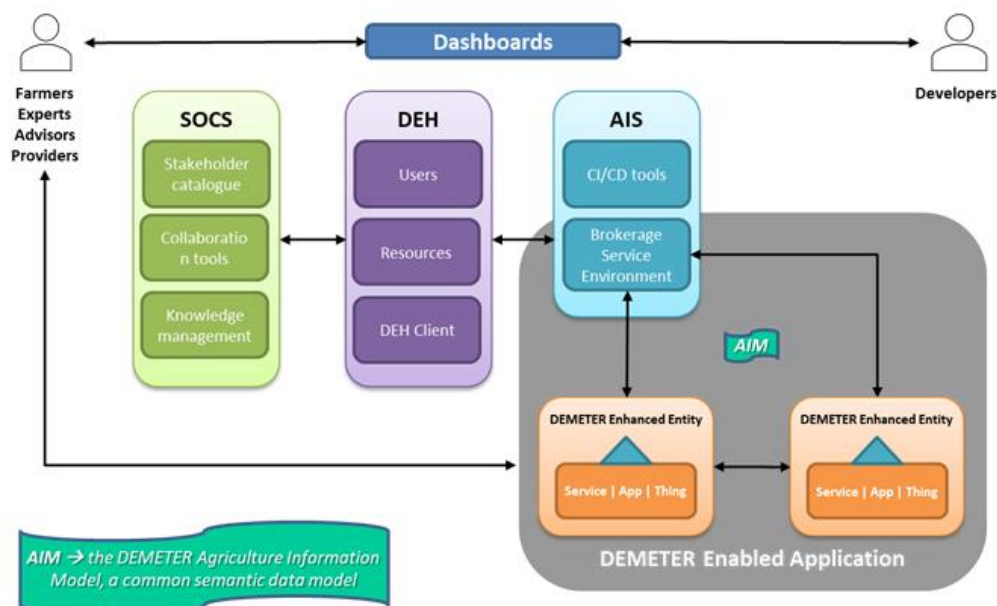 Dashboards
Farmers
Experts
Advisors
Providers
Developers
SOCS
Stakeholder
catalogue
Collaboratio
n tools
Knowledge
management
DEH
Users
Resources
DEH Client
AIS
CI/CD tools
Brokerage
Service
Environment
AIM
DEMETER Enhanced Entity
Service | App | Thing
DEMETER Enhanced Entity
Service | App | Thing
DEMETER Enabled Application
AIM → the DEMETER Agriculture Information
Model, a common semantic data model